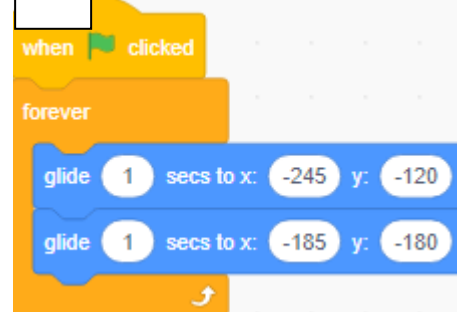 when clicked
forever
glide 1 secs to x: -245 y: -120
glide 1 secs to x: -185 y: -180